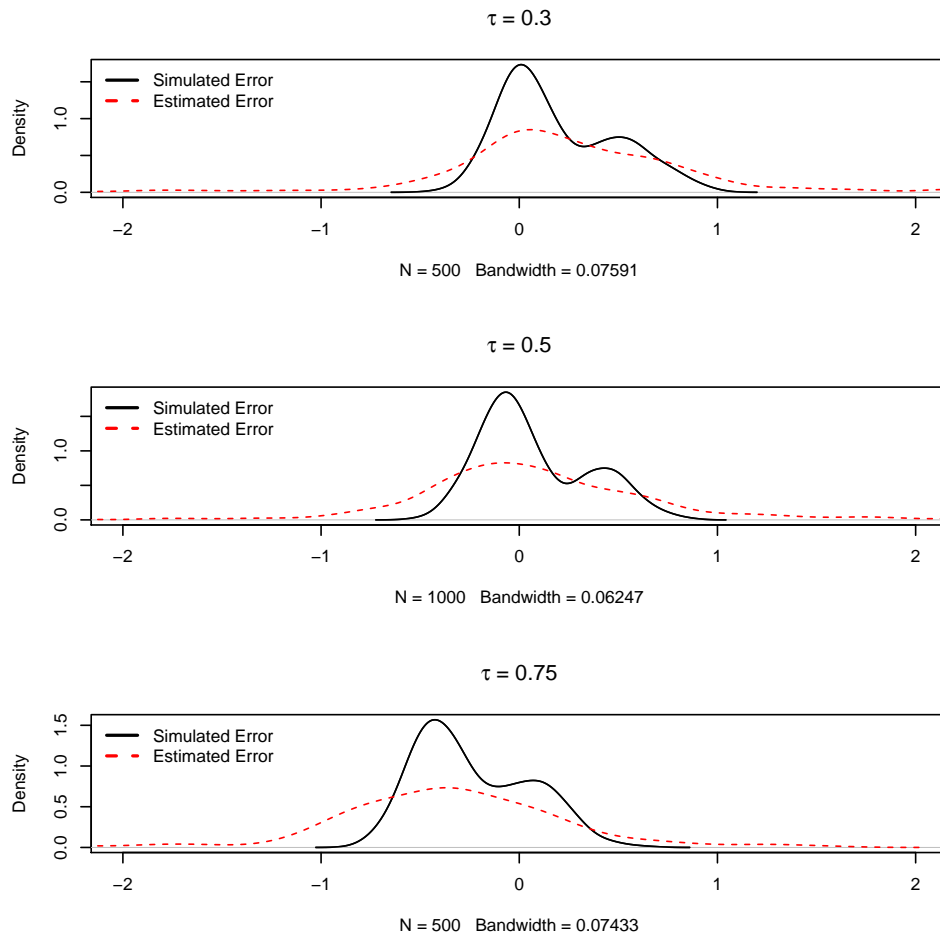 τ = 0.3
Density
0.0
1.0
Simulated Error
Estimated Error
−2
−1
0
1
2
N = 500 Bandwidth = 0.07591
τ = 0.5
Density
0.0
1.0
Simulated Error
Estimated Error
−2
−1
0
1
2
N = 1000 Bandwidth = 0.06247
τ = 0.75
Density
0.0
0.5
1.0
1.5
Simulated Error
Estimated Error
−2
−1
0
1
2
N = 500 Bandwidth = 0.07433